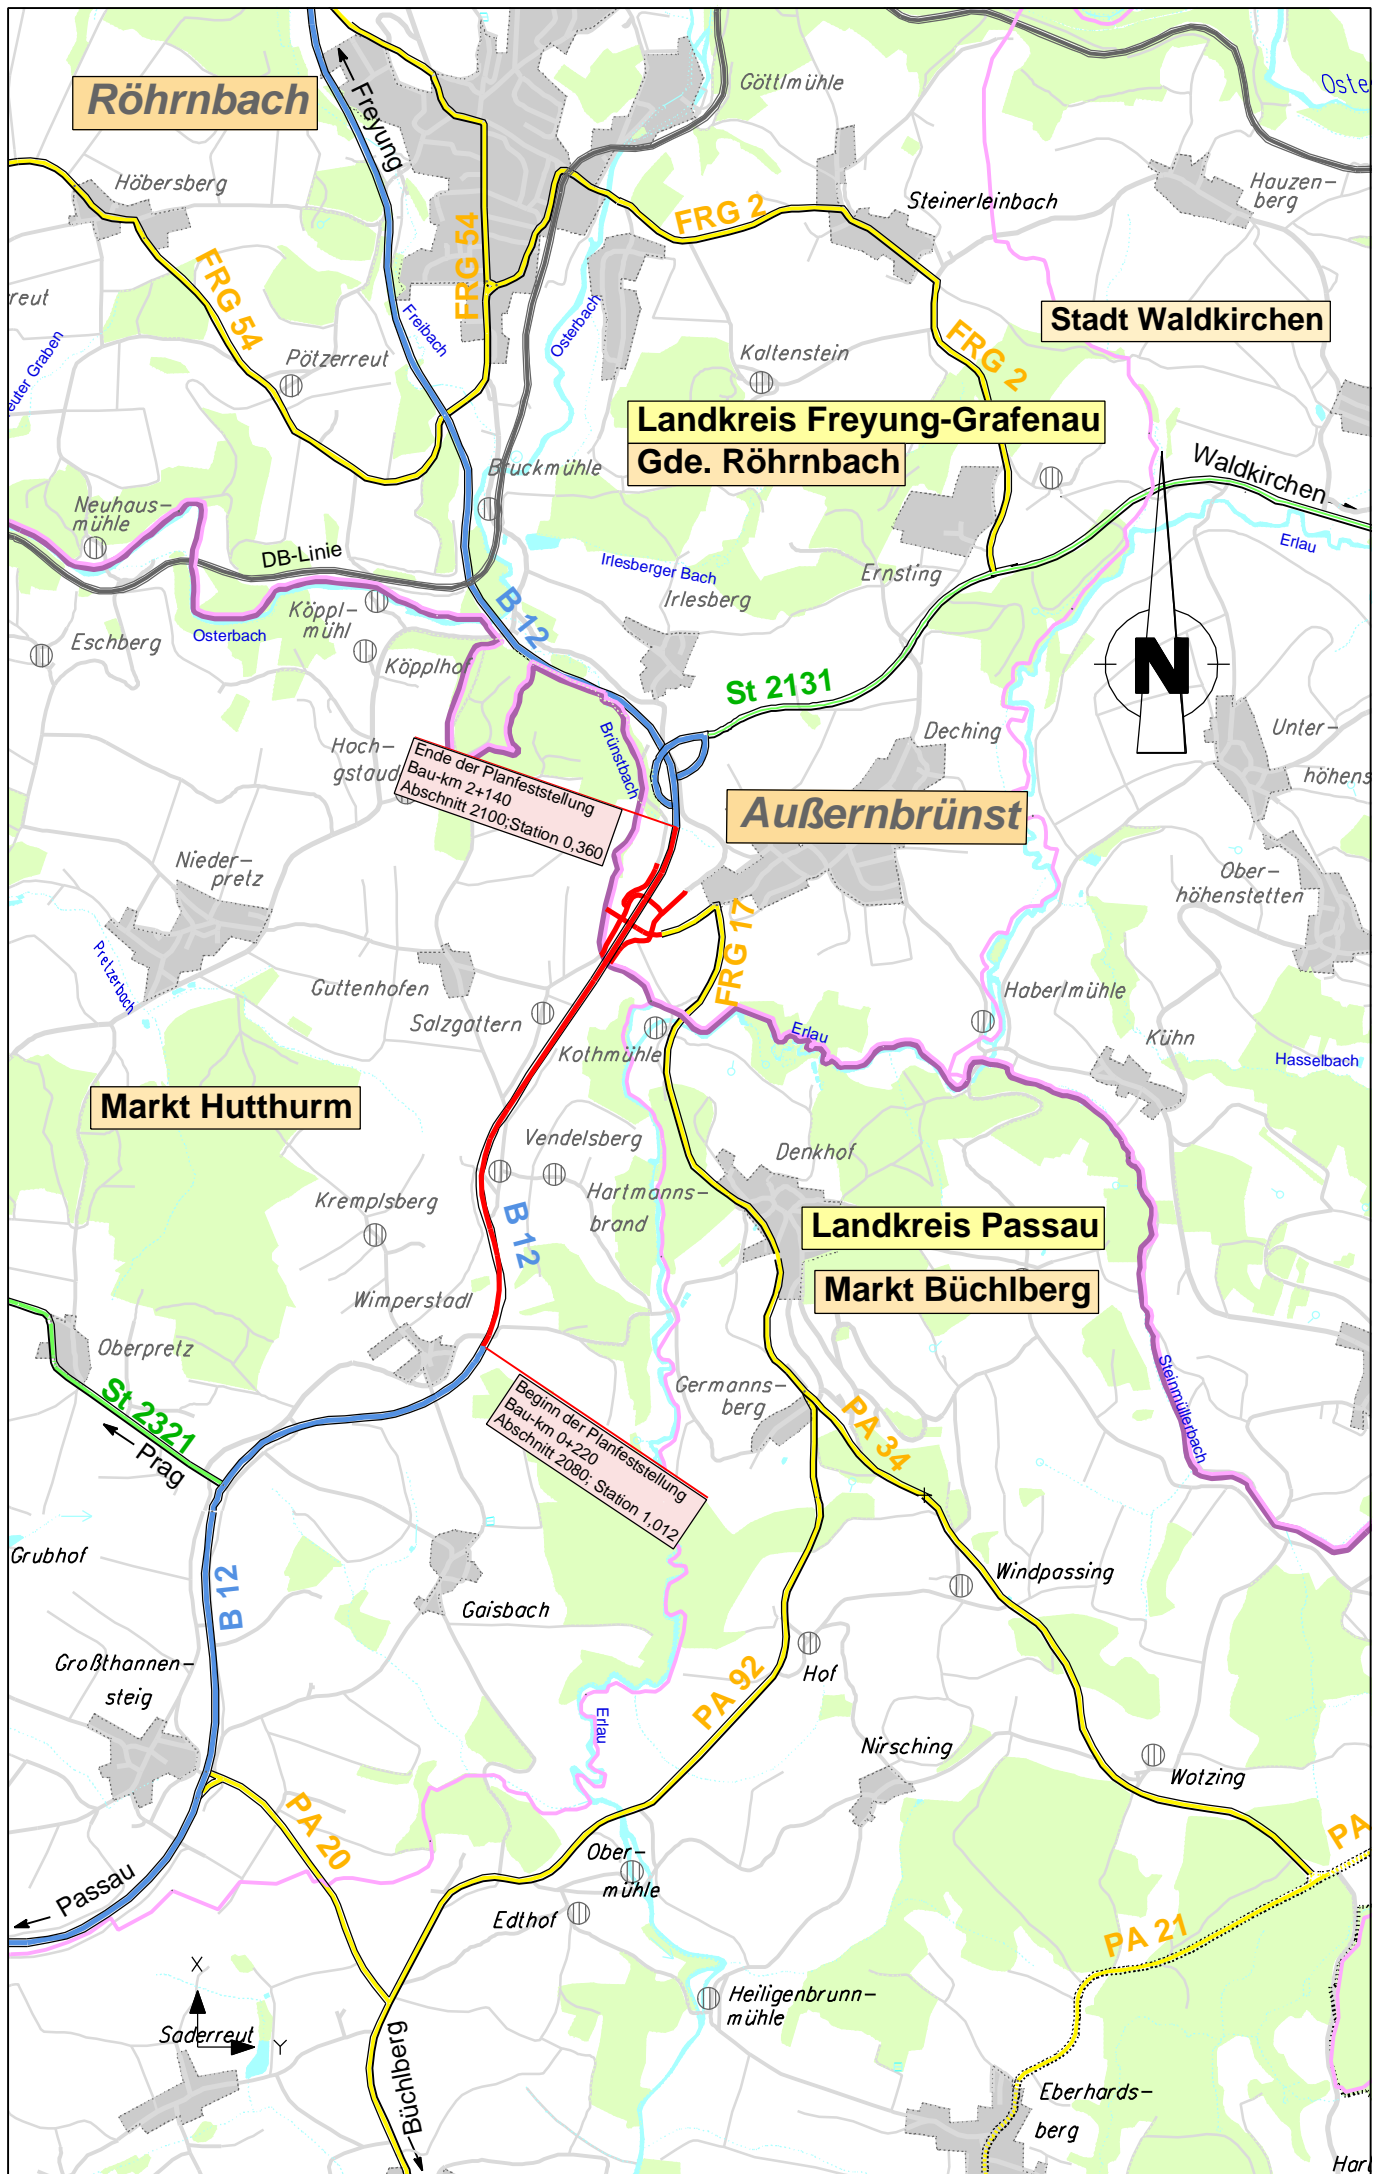 Röhrnbach
Freyung
Göttlmühle
Oste
Höbersberg
FRG 54
FRG 54
FRG 2
Steinerleinbach
Hauzen-
berg
reut
euter Graben
Freibach
Osterbach
Pötzerreut
Kaltenstein
FRG 2
Stadt Waldkirchen
Landkreis Freyung-Grafenau
Gde. Röhrnbach
Bruckmühle
Waldkirchen
Neuhaus-
mühle
DB-Linie
Erlau
Irlesberger Bach
Irlesberg
Ernsting
Köppl-
mühl
B 12
Osterbach
Eschberg
Köpplhof
N
St 2131
Deching
Unter-
höhens
Hoch-
gstaud
Brünstbach
Ende der Planfeststellung
Bau-km 2+140
Abschnitt 2100;Station 0,360
Außernbrünst
Nieder-
pretz
Ober-
höhenstetten
FRG 17
Pretzerbach
Guttenhofen
Salzgattern
Haberlmühle
Kothmühle
Erlau
Kühn
Hasselbach
Markt Hutthurm
Vendelsberg
Denkhof
Hartmanns-
brand
Kremplsberg
B 12
Landkreis Passau
Markt Büchlberg
Wimperstadl
Oberpretz
St 2321
Prag
Germanns-
berg
Steinmüllerbach
Beginn der Planfeststellung
Bau-km 0+220
Abschnitt 2080; Station 1,012
PA 34
Grubhof
B 12
Gaisbach
Windpassing
Großthannen-
steig
Hof
PA 92
Erlau
Nirsching
Wotzing
PA 20
PA
Passau
Ober-
mühle
Edthof
PA 21
X
Y
Saderreut
Heiligenbrunn-
mühle
Büchlberg
Eberhards-
berg
Harl